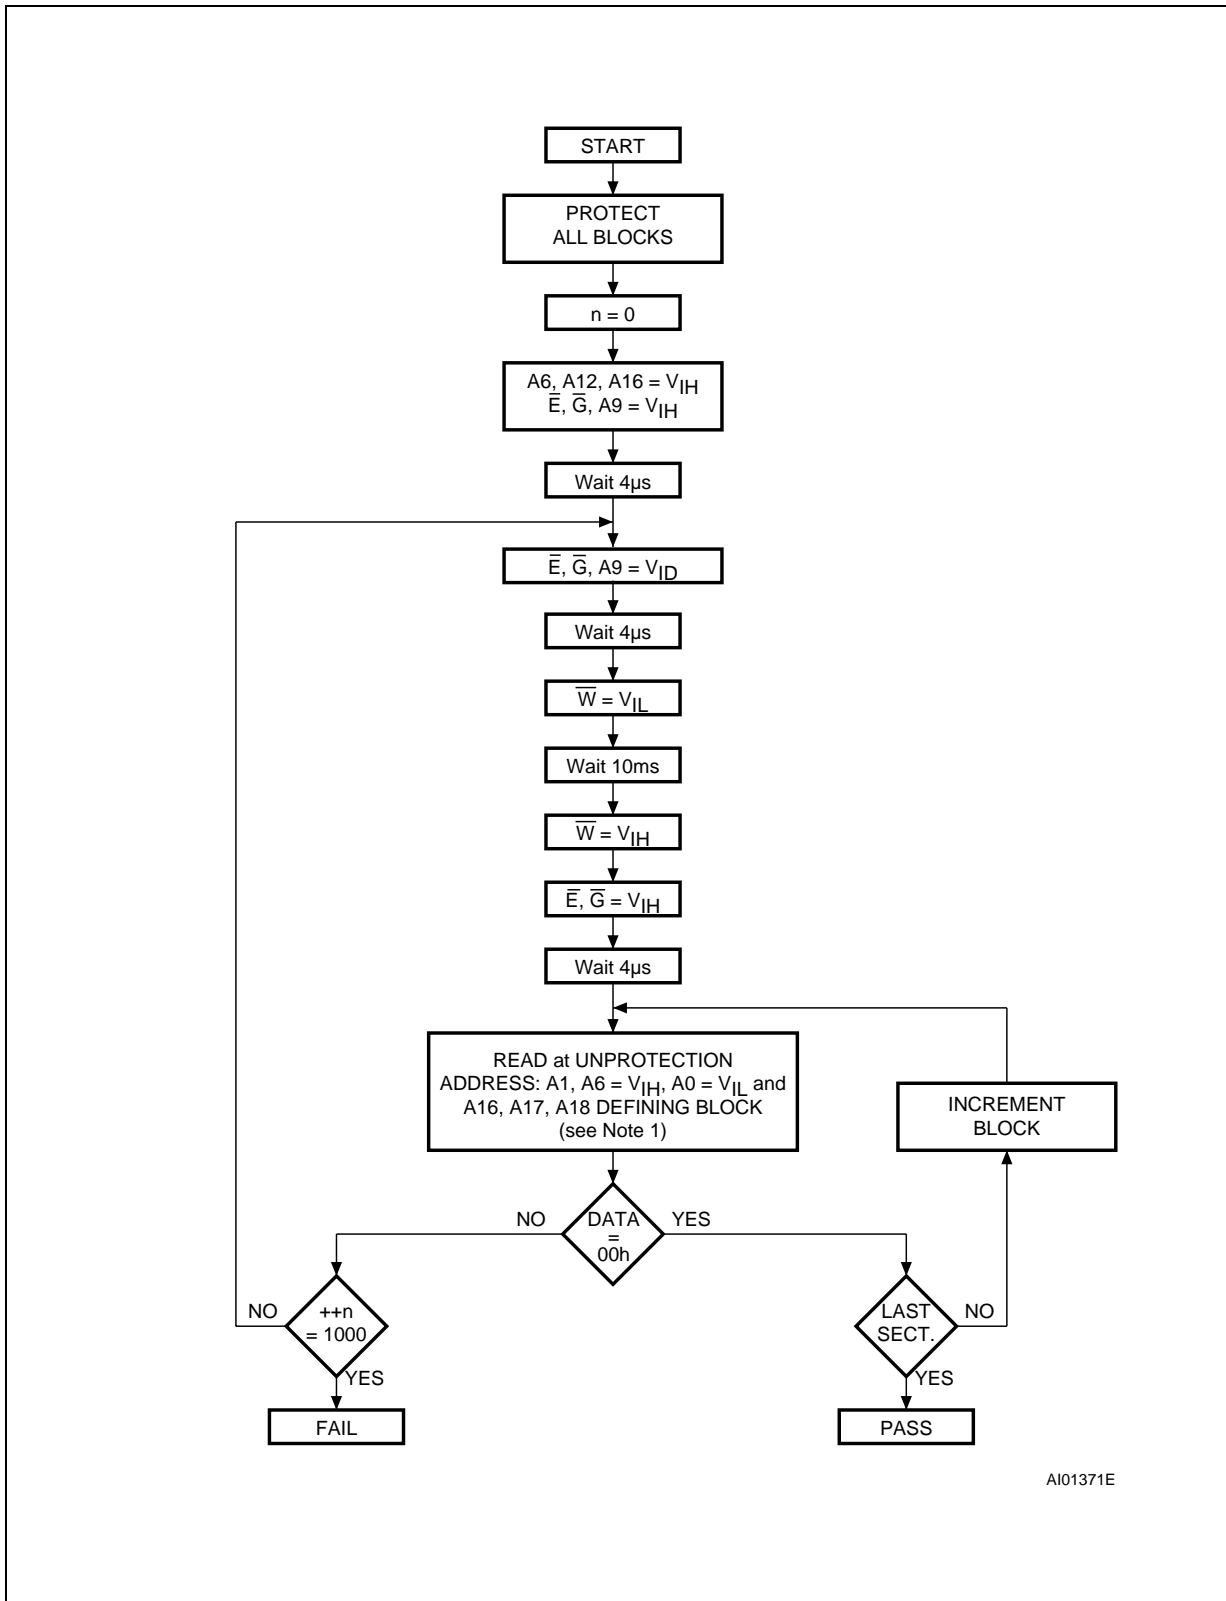 START
PROTECT
ALL BLOCKS
n = 0
A6, A12, A16 = VIH
E̅, G̅, A9 = VIH
Wait 4µs
E̅, G̅, A9 = VID
Wait 4µs
W̅ = VIL
Wait 10ms
W̅ = VIH
E̅, G̅ = VIH
Wait 4µs
READ at UNPROTECTION
ADDRESS: A1, A6 = VIH, A0 = VIL and
A16, A17, A18 DEFINING BLOCK
(see Note 1)
INCREMENT
BLOCK
NO
DATA
=
00h
YES
NO
++n
= 1000
YES
LAST
SECT.
NO
YES
FAIL
PASS
AI01371E